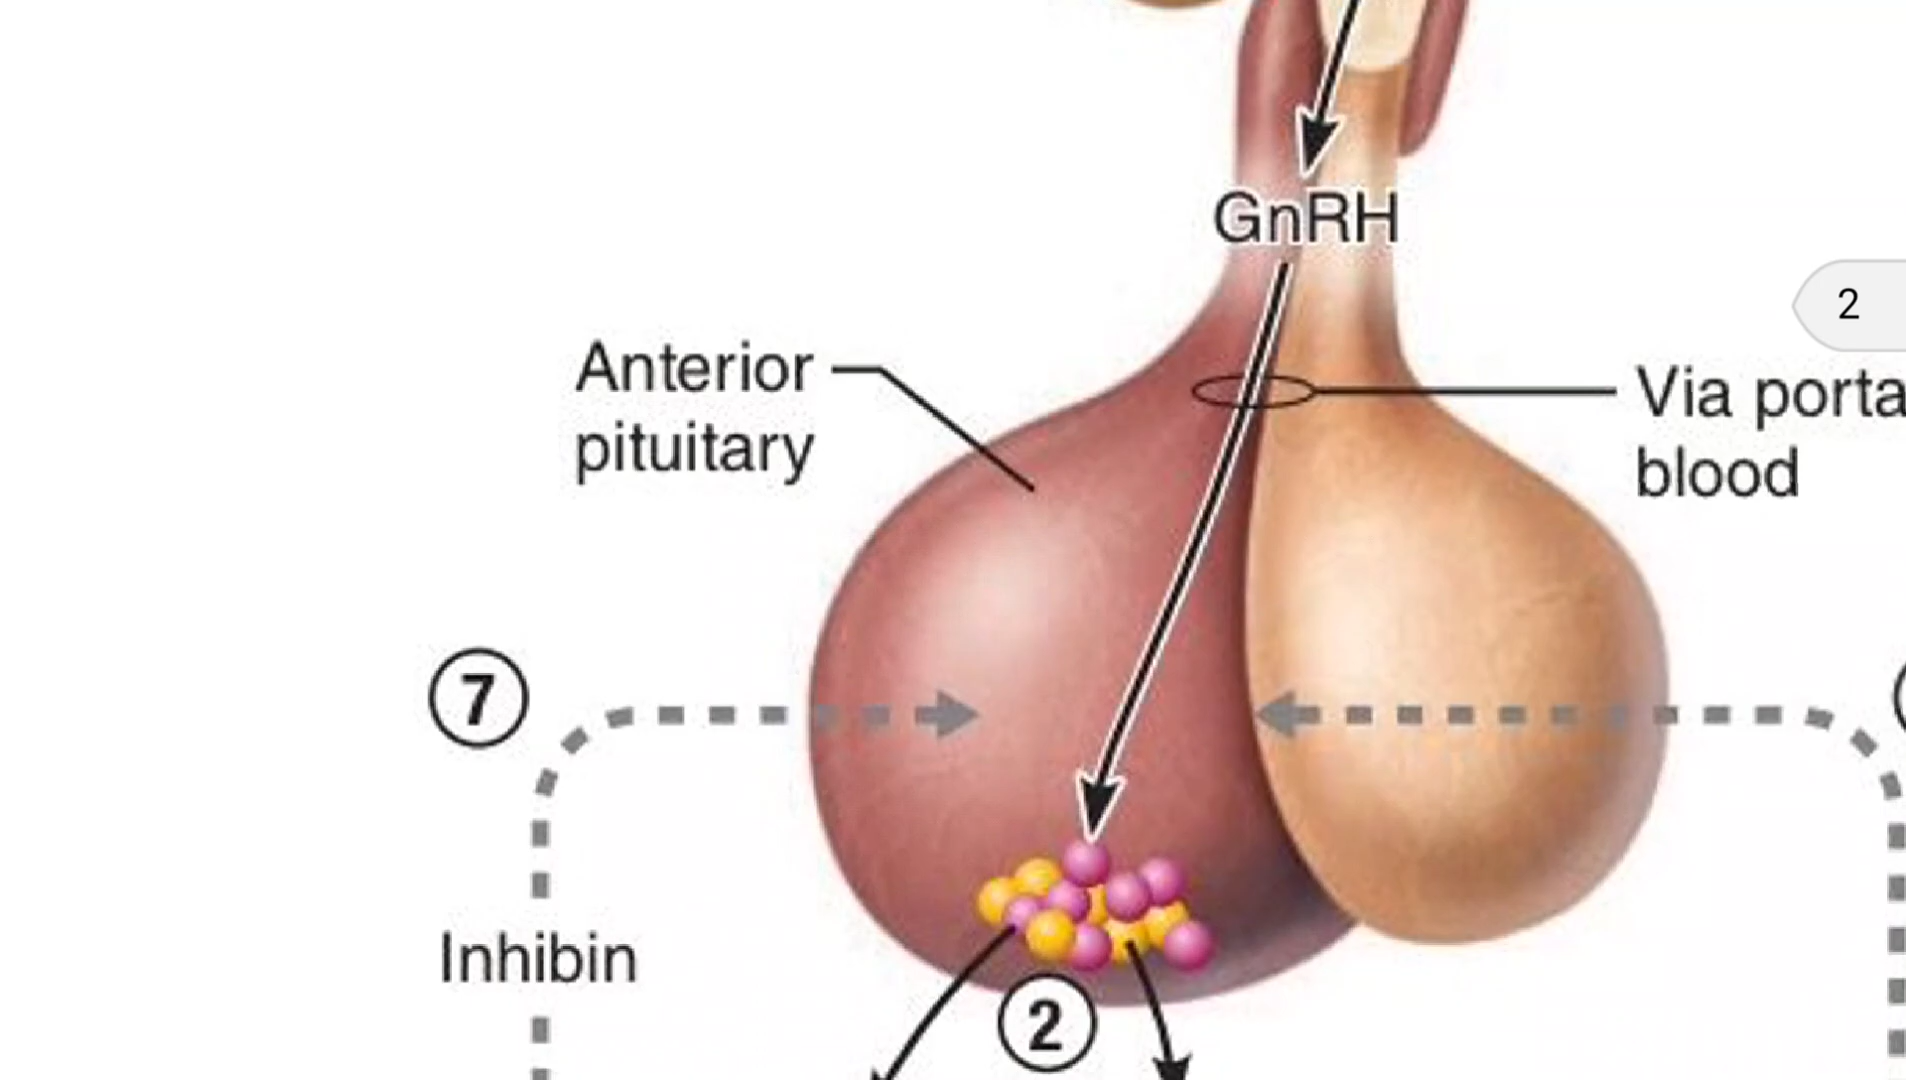 GnRH
2
Anterior
pituitary
Via porta
blood
7
Inhibin
2